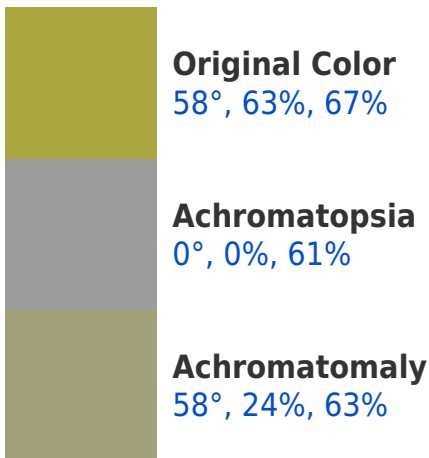 Original Color
58°, 63%, 67%
Achromatopsia
0°, 0%, 61%
Achromatomaly
58°, 24%, 63%